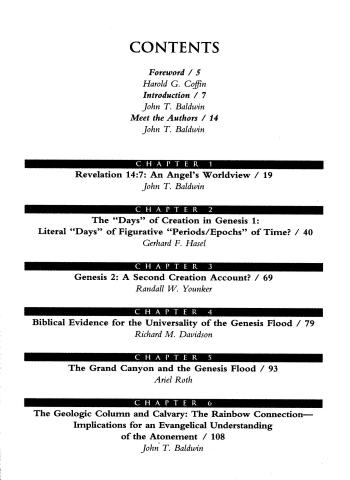 CONTENTS
Foreword / 5
Harold G. Coffin
Introduction / 7
John T. Baldwin
Meet the Authors / 14
John T. Baldwin
CHAPTER 1
Revelation 14:7: An Angel's Worldview / 19
John T. Baldwin
CHAPTER 2
The "Days" of Creation in Genesis 1:
Literal "Days" of Figurative "Periods/Epochs" of Time? / 40
Gerhard F. Hasel
CHAPTER 3
Genesis 2: A Second Creation Account? / 69
Randall W. Younker
CHAPTER 4
Biblical Evidence for the Universality of the Genesis Flood / 79
Richard M. Davidson
CHAPTER 5
The Grand Canyon and the Genesis Flood / 93
Ariel Roth
CHAPTER 6
The Geologic Column and Calvary: The Rainbow Connection—
Implications for an Evangelical Understanding
of the Atonement / 108
John T. Baldwin